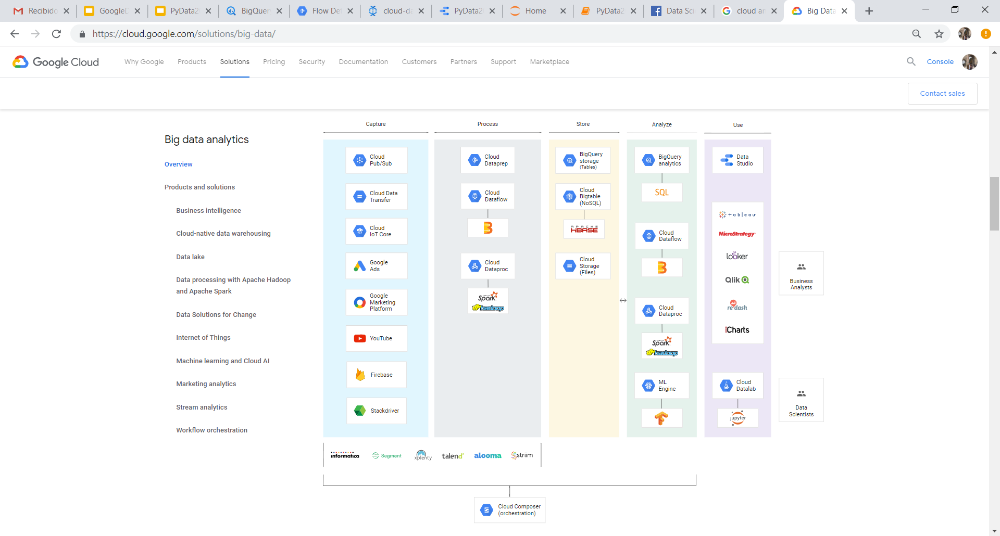 Recibido
GoogleD
PyData2
BigQuer
Flow De
cloud-da
PyData2
Home
PyData2
Data Sci
cloud an
Big Data
https://cloud.google.com/solutions/big-data/
Google Cloud
Why Google
Products
Solutions
Pricing
Security
Documentation
Customers
Partners
Support
Marketplace
Console
Contact sales
Big data analytics
Overview
Products and solutions
Business intelligence
Cloud-native data warehousing
Data lake
Data processing with Apache Hadoop
and Apache Spark
Data Solutions for Change
Internet of Things
Machine learning and Cloud AI
Marketing analytics
Stream analytics
Workflow orchestration
Capture
Cloud
Pub/Sub
Cloud Data
Transfer
Cloud
IoT Core
Google
Ads
Google
Marketing
Platform
YouTube
Firebase
Stackdriver
Process
Cloud
Dataprep
Cloud
Dataflow
Cloud
Dataproc
APACHE
Spark
hadoop
Store
BigQuery
storage
(Tables)
Cloud
Bigtable
(NoSQL)
APACHE
HBASE
Cloud
Storage
(Files)
Analyze
BigQuery
analytics
SQL
Cloud
Dataflow
Cloud
Dataproc
APACHE
Spark
hadoop
ML
Engine
Use
Data
Studio
+ableau
MicroStrategy
looker
Qlik
re:dash
iCharts
Cloud
Datalab
jupyter
Business
Analysts
Data
Scientists
informatica
Segment
xplenty
talend
alooma
striim
Cloud Composer
(orchestration)